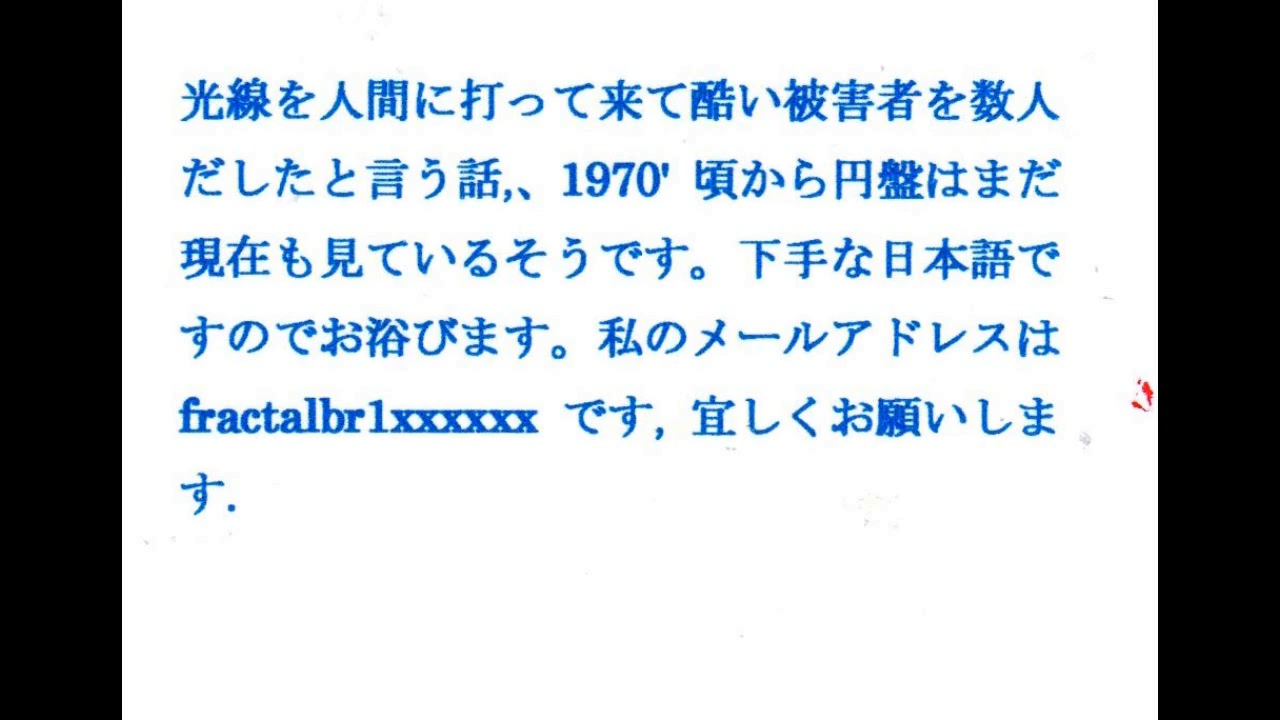 光線を人間に打って来て酷い被害者を数人
だしたと言う話,、1970' 頃から円盤はまだ
現在も見ているそうです。下手な日本語で
すのでお浴びます。私のメールアドレスは
fractalbr1xxxxxx です, 宜しくお願いしま
す.